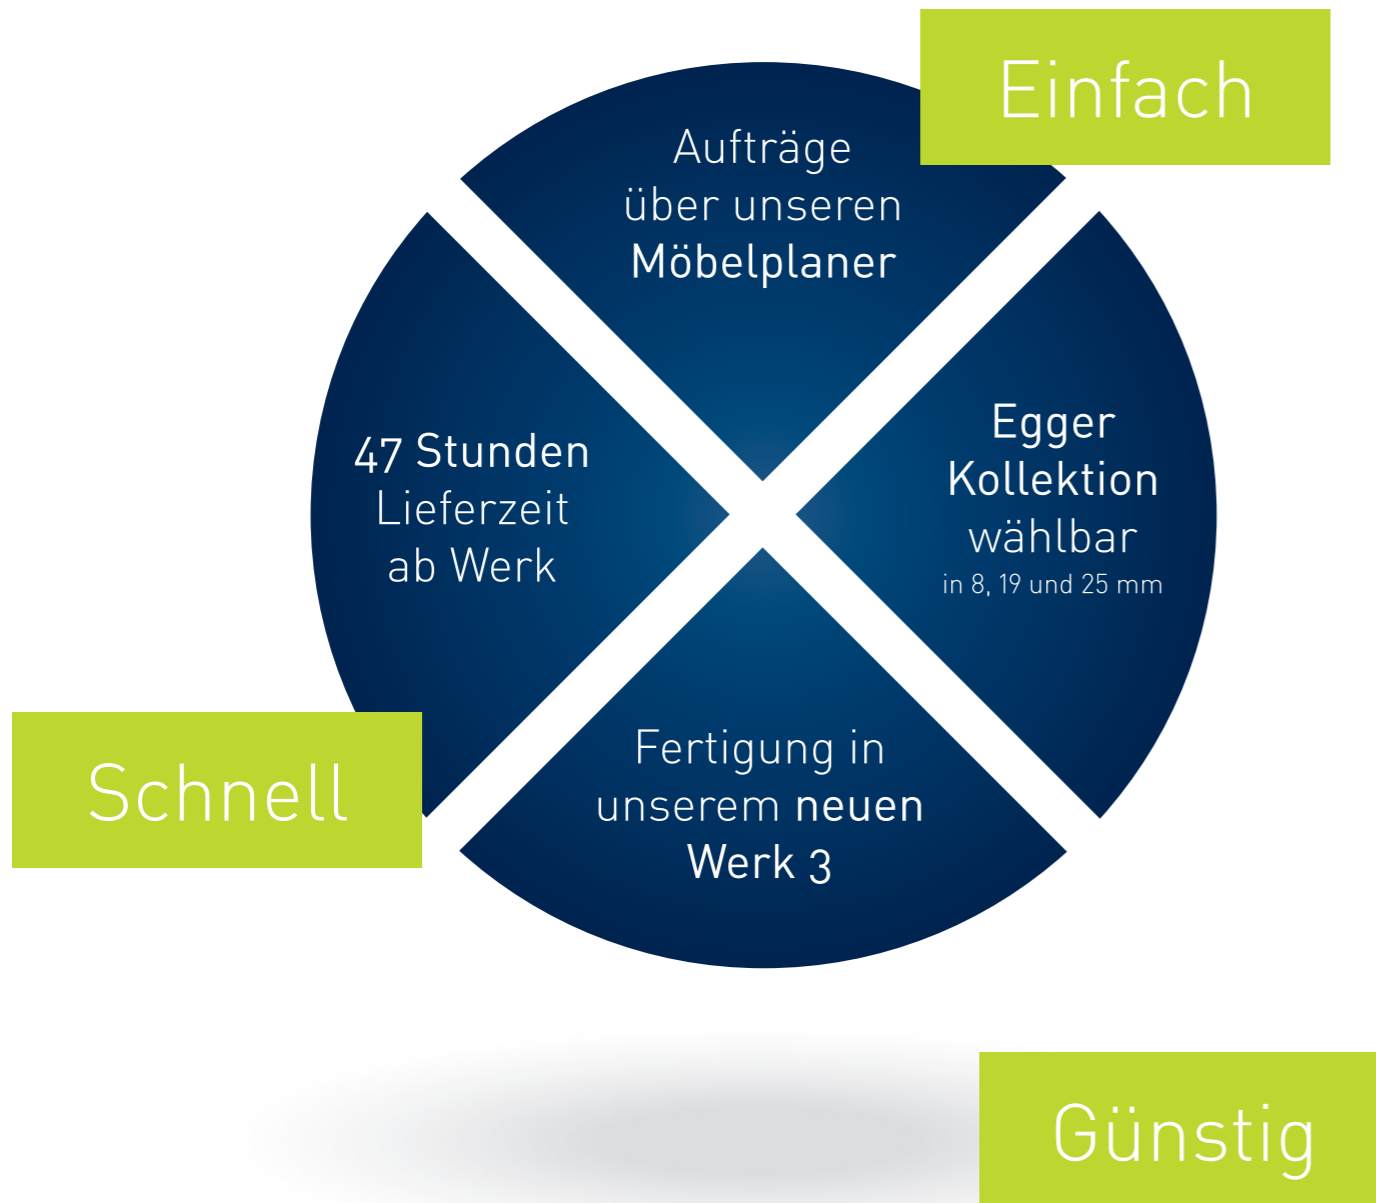 Einfach
Aufträge
über unseren
Möbelplaner
47 Stunden
Lieferzeit
ab Werk
Egger
Kollektion
wählbar
in 8, 19 und 25 mm
Schnell
Fertigung in
unserem neuen
Werk 3
Günstig